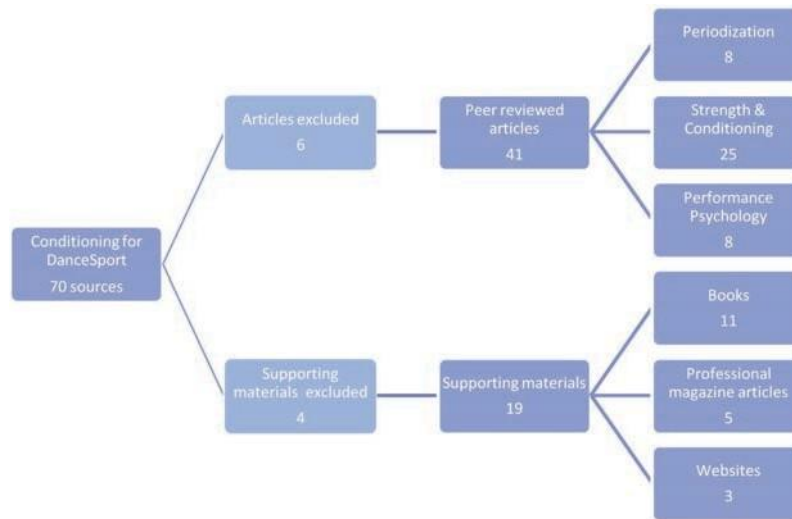 Conditioning for
DanceSport
70 sources
Articles excluded
6
Peer reviewed
articles
41
Periodization
8
Strength &
Conditioning
25
Performance
Psychology
8
Supporting
materials excluded
4
Supporting materials
19
Books
11
Professional
magazine articles
5
Websites
3